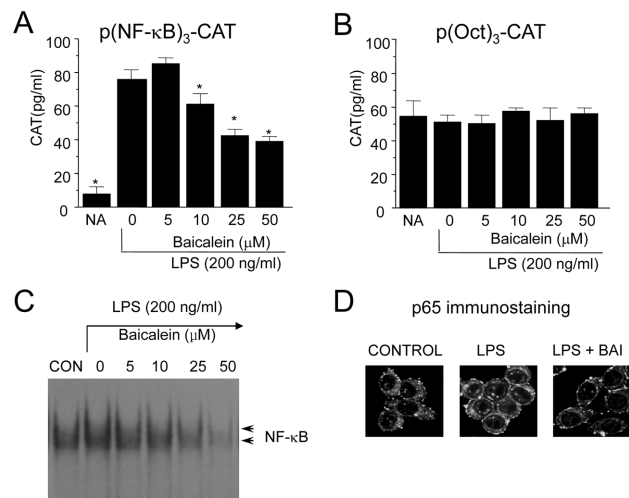 A
p(NF-κB)3-CAT
CAT(pg/ml)
100
80
60
40
20
0
*
*
*
*
NA 0 5 10 25 50
Baicalein (μM)
LPS (200 ng/ml)
B
p(Oct)3-CAT
CAT(pg/ml)
100
80
60
40
20
0
NA 0 5 10 25 50
Baicalein (μM)
LPS (200 ng/ml)
C
LPS (200 ng/ml)
Baicalein (μM)
CON 0 5 10 25 50
NF-κB
D
p65 immunostaining
CONTROL LPS LPS + BAI